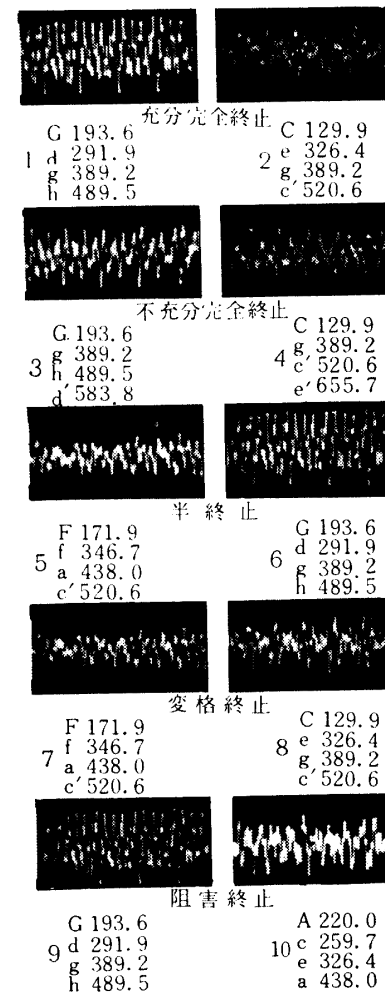 充分完全終止
1 G 193.6
d 291.9
g 389.2
h 489.5
2 C 129.9
e 326.4
g 389.2
c′ 520.6
不充分完全終止
3 G 193.6
g 389.2
h 489.5
d′ 583.8
4 C 129.9
g 389.2
c′ 520.6
e′ 655.7
半終止
5 F 171.9
f 346.7
a 438.0
c′ 520.6
6 G 193.6
d 291.9
g 389.2
h 489.5
変格終止
7 F 171.9
f 346.7
a 438.0
c′ 520.6
8 C 129.9
e 326.4
g 389.2
c′ 520.6
阻害終止
9 G 193.6
d 291.9
g 389.2
h 489.5
10 A 220.0
c 259.7
e 326.4
a 438.0